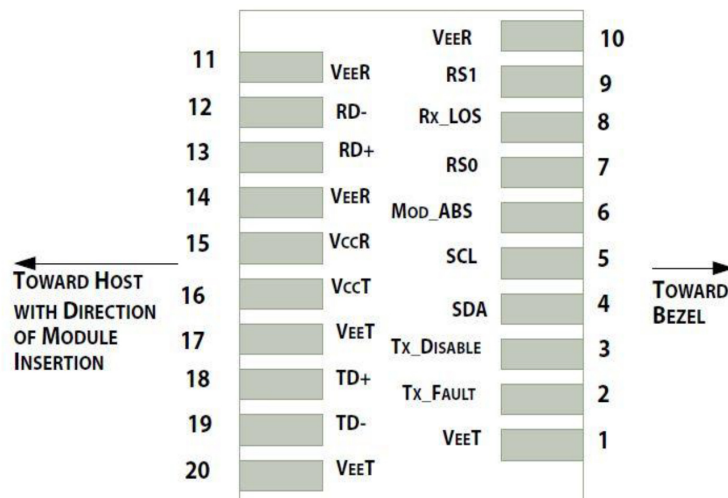 VEER 10
11 VEER
RS1 9
12 RD-
RX_LOS 8
13 RD+
RS0 7
14 VEER
MOD_ABS 6
15 VCCR
SCL 5
16 VCCT
SDA 4
17 VEET
TX_DISABLE 3
18 TD+
TX_FAULT 2
19 TD-
VEET 1
20 VEET
TOWARD HOST
WITH DIRECTION
OF MODULE
INSERTION
TOWARD
BEZEL